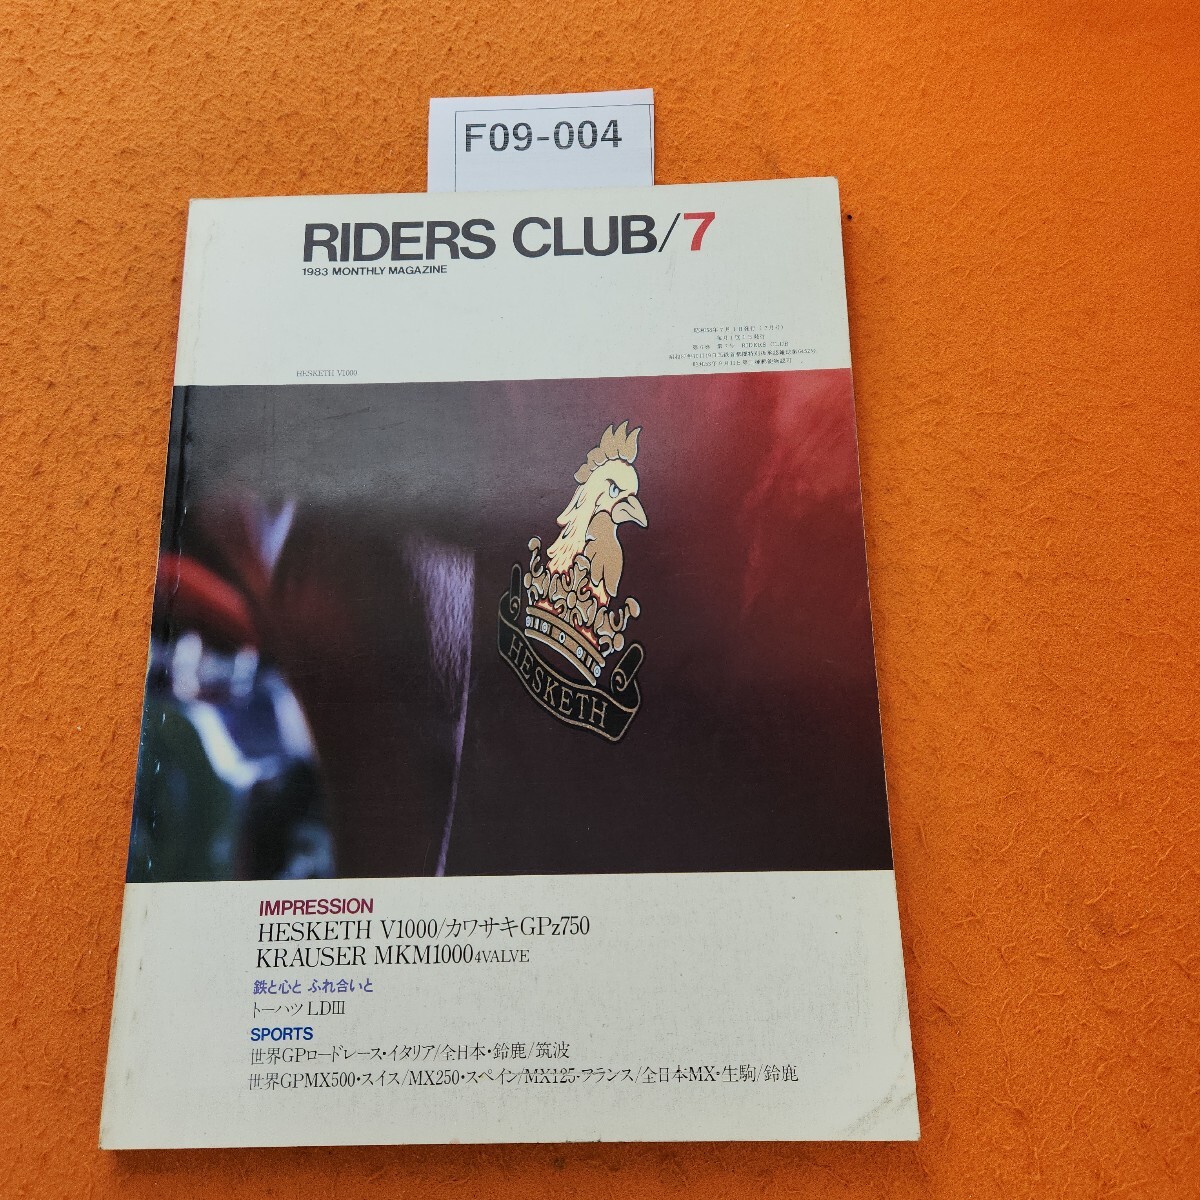 F09-004
RIDERS CLUB/7
1983 MONTHLY MAGAZINE
HESKETH V1000
HESKETH
IMPRESSION
HESKETH V1000/カワサキGPz750
KRAUSER MKM1000 4VALVE
鉄と心と ふれ合いと
トーハツ LDIII
SPORTS
世界GPロードレース・イタリア/全日本・鈴鹿/筑波
世界GPMX500・スイス/MX250・スペイン/MX125・フランス/全日本MX・生駒/鈴鹿